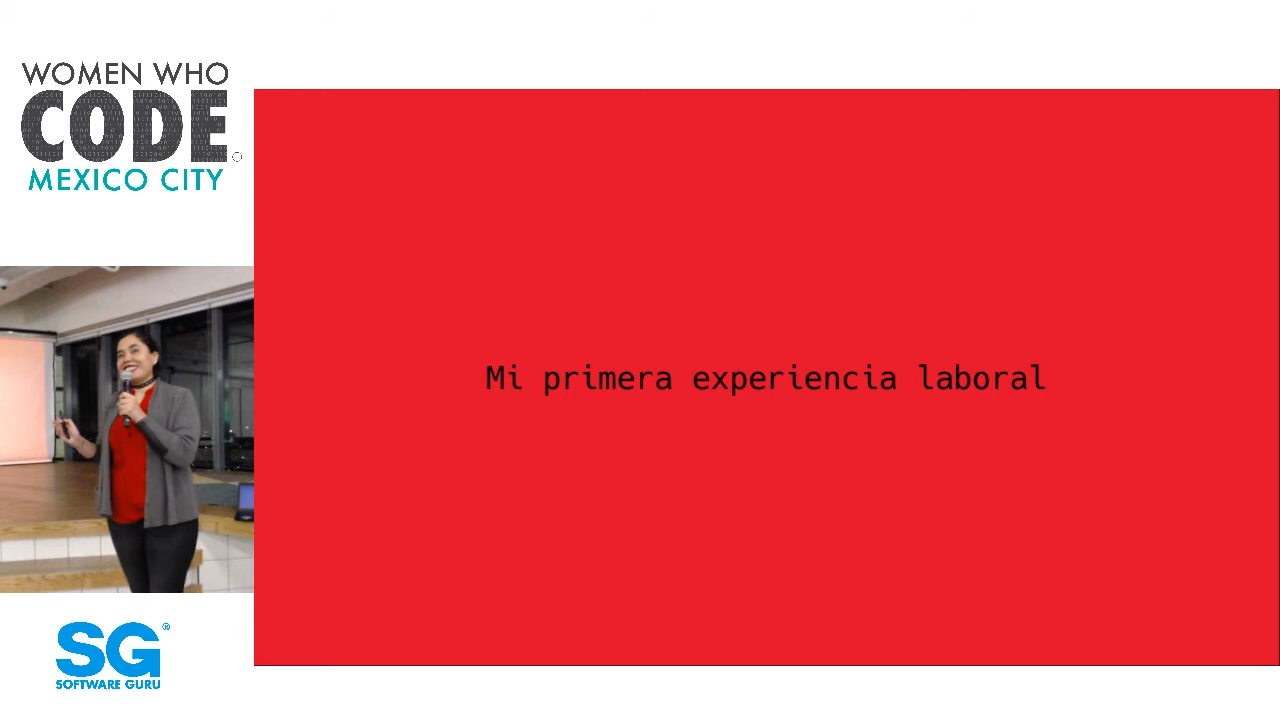 WOMEN WHO
CODE
MEXICO CITY
Mi primera experiencia laboral
SG®
SOFTWARE GURU